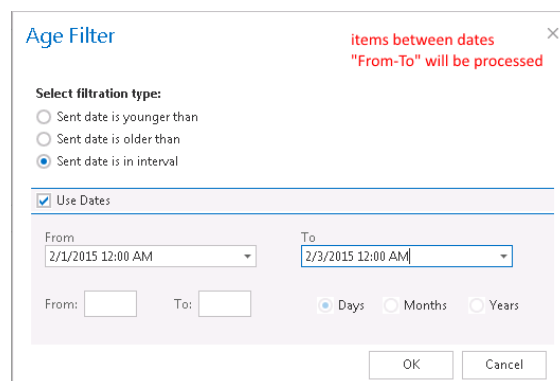 Age Filter
items between dates
"From-To" will be processed
Select filtration type:
Sent date is younger than
Sent date is older than
Sent date is in interval
Use Dates
From To
2/1/2015 12:00 AM 2/3/2015 12:00 AM
From: To: Days Months Years
OK Cancel